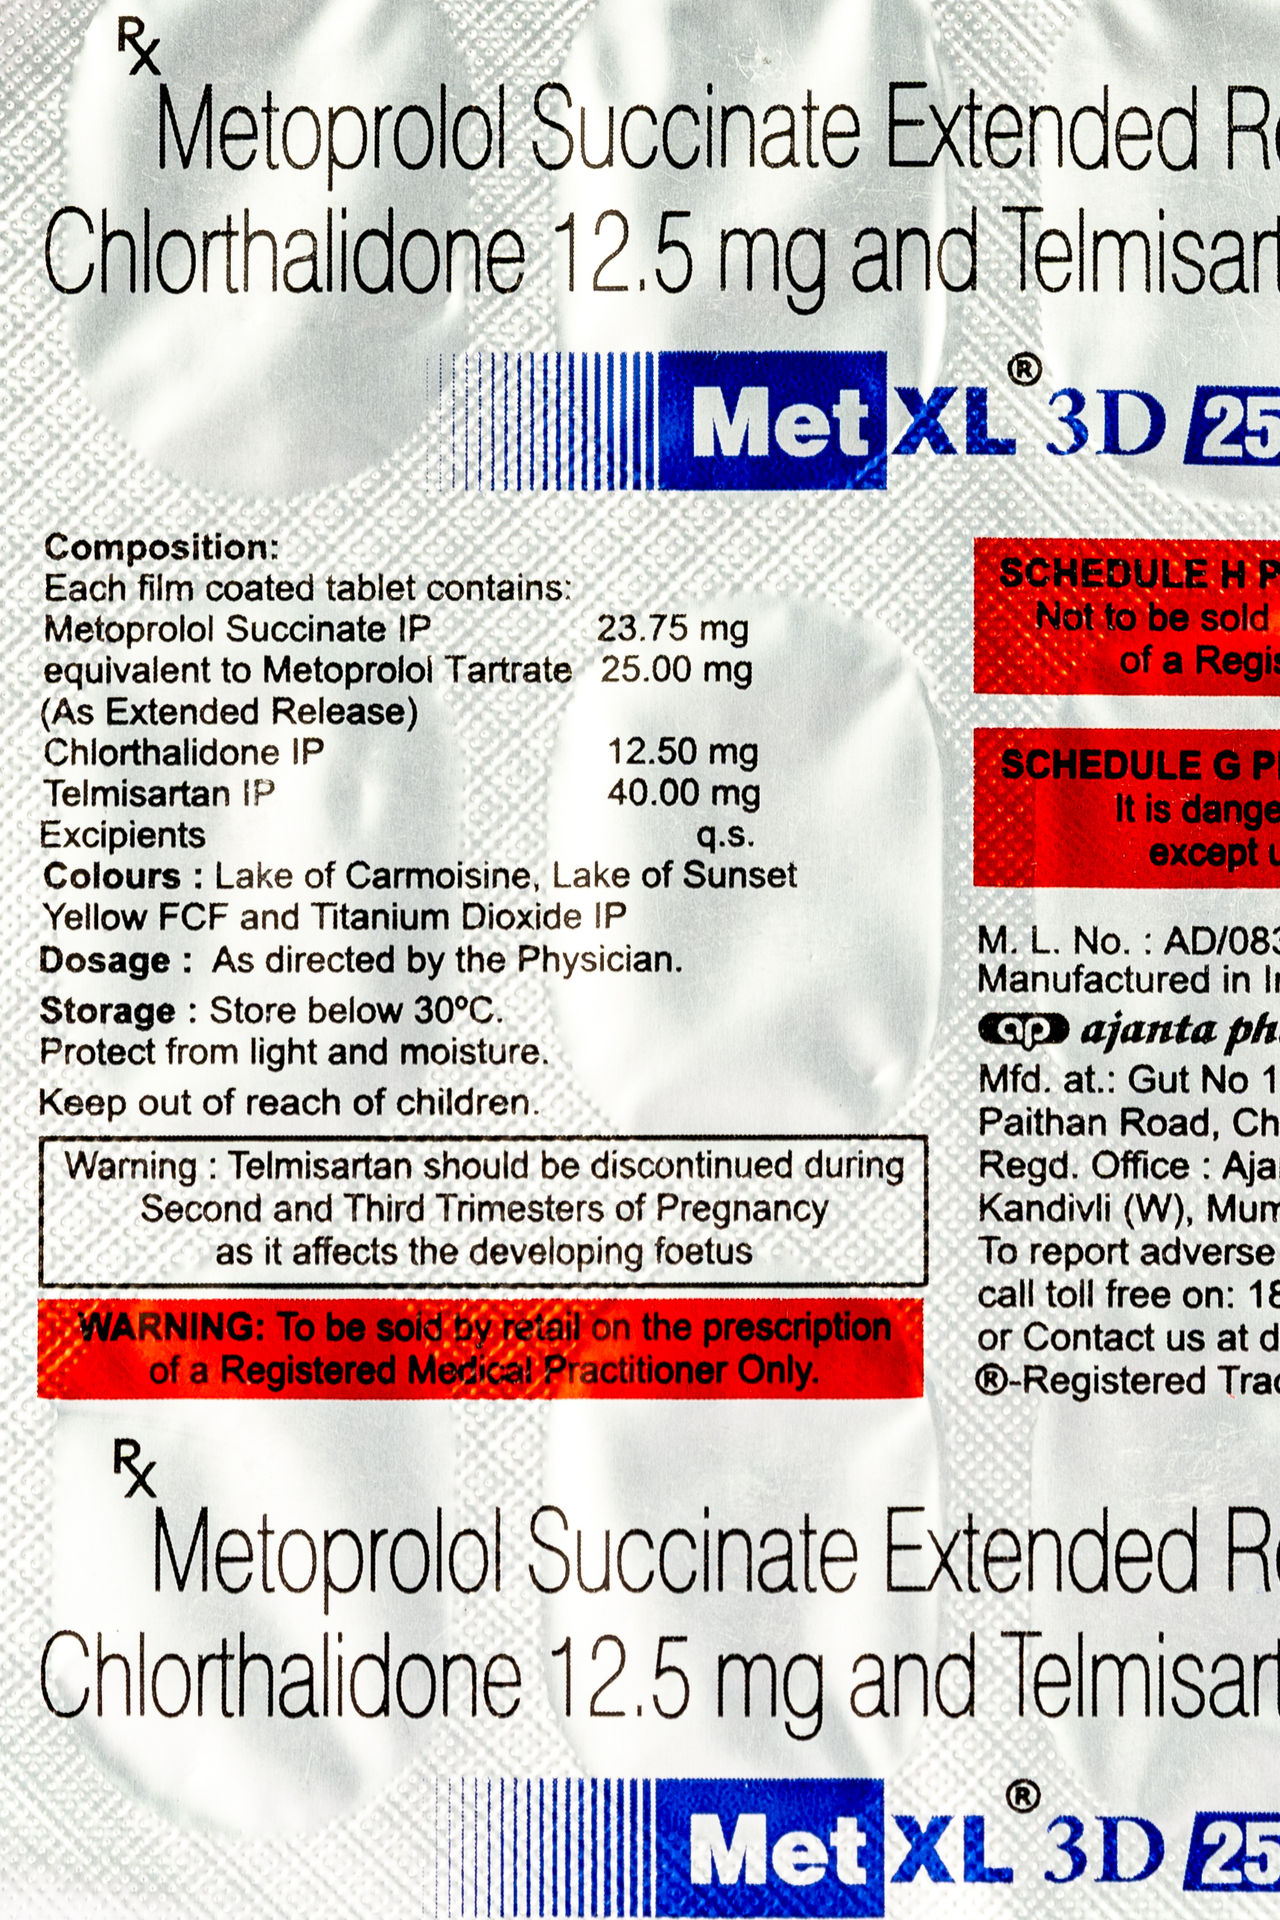 Rx
Metoprolol Succinate Extended
Chlorthalidone 12.5 mg and
Met XL® 3D 25
Composition:
Each film coated tablet contains:
Metoprolol Succinate IP 23.75 mg
equivalent to Metoprolol Tartrate 25.00 mg
(As Extended Release)
Chlorthalidone IP 12.50 mg
Telmisartan IP 40.00 mg
Excipients q.s.
Colours : Lake of Carmoisine, Lake of Sunset
Yellow FCF and Titanium Dioxide IP
Dosage : As directed by the Physician.
Storage : Store below 30ºC.
Protect from light and moisture.
Keep out of reach of children.
Warning : Telmisartan should be discontinued during
Second and Third Trimesters of Pregnancy
as it affects the developing foetus
WARNING: To be sold by retail on the prescription
of a Registered Medical Practitioner Only.
SCHEDULE H
Not to be sold
of a
SCHEDULE G
It is
except
M. L. No. :
Manufactured in
ap ajanta
Mfd. at.: Gut No
Paithan Road,
Regd. Office :
Kandivli (W),
To report adverse
call toll free on:
or Contact us at
®-Registered
Rx
Metoprolol Succinate Extended
Chlorthalidone 12.5 mg and
Met XL® 3D 25